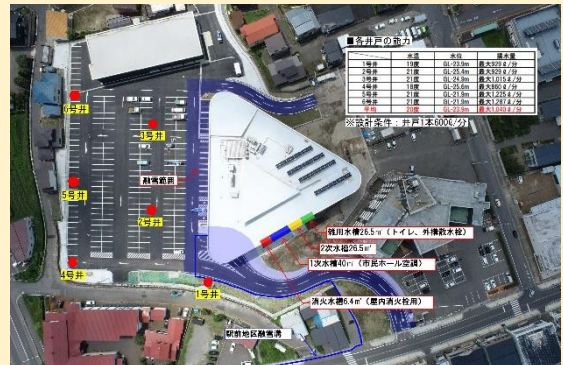 ■各井戸の能力
水温 水位 揚水量
1号井 19度 GL-23.9m 最大929ℓ/分
2号井 21度 GL-25.4m 最大929ℓ/分
3号井 21度 GL-24.9m 最大1,015ℓ/分
4号井 18度 GL-25.6m 最大860ℓ/分
5号井 21度 GL-21.9m 最大1,225ℓ/分
6号井 21度 GL-21.9m 最大1,287ℓ/分
平均 20度 GL-23.9m 最大1,040ℓ/分
※設計条件:井戸1本600ℓ/分
6号井
3号井
融雪範囲
5号井
2号井
雑用水槽26.5㎥(トイレ、外構散水栓)
2次水槽26.5㎥
1次水槽40㎥(市民ホール空調)
4号井
1号井
消火水槽6.4㎥(屋内消火栓用)
駅前地区融雪溝